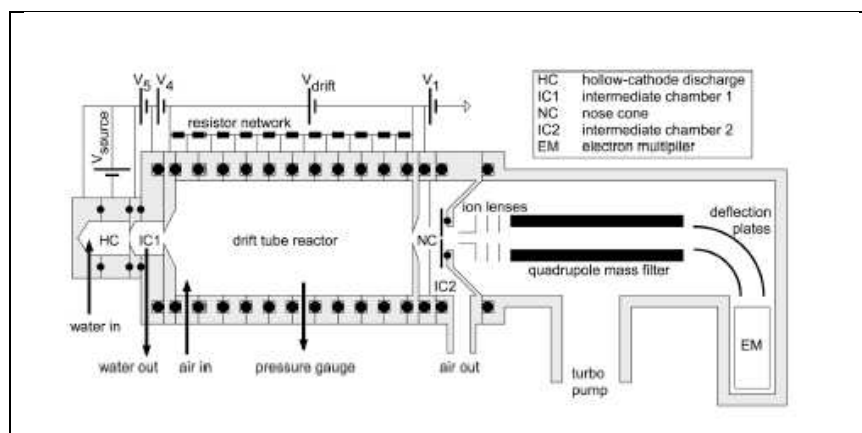 V5 V4 Vdrift V1
resistor network
Vsource
HC hollow-cathode discharge
IC1 intermediate chamber 1
NC nose cone
IC2 intermediate chamber 2
EM electron multiplier
HC IC1 drift tube reactor NC
ion lenses
deflection
plates
quadrupole mass filter
IC2
water in
water out air in pressure gauge air out
turbo
pump
EM